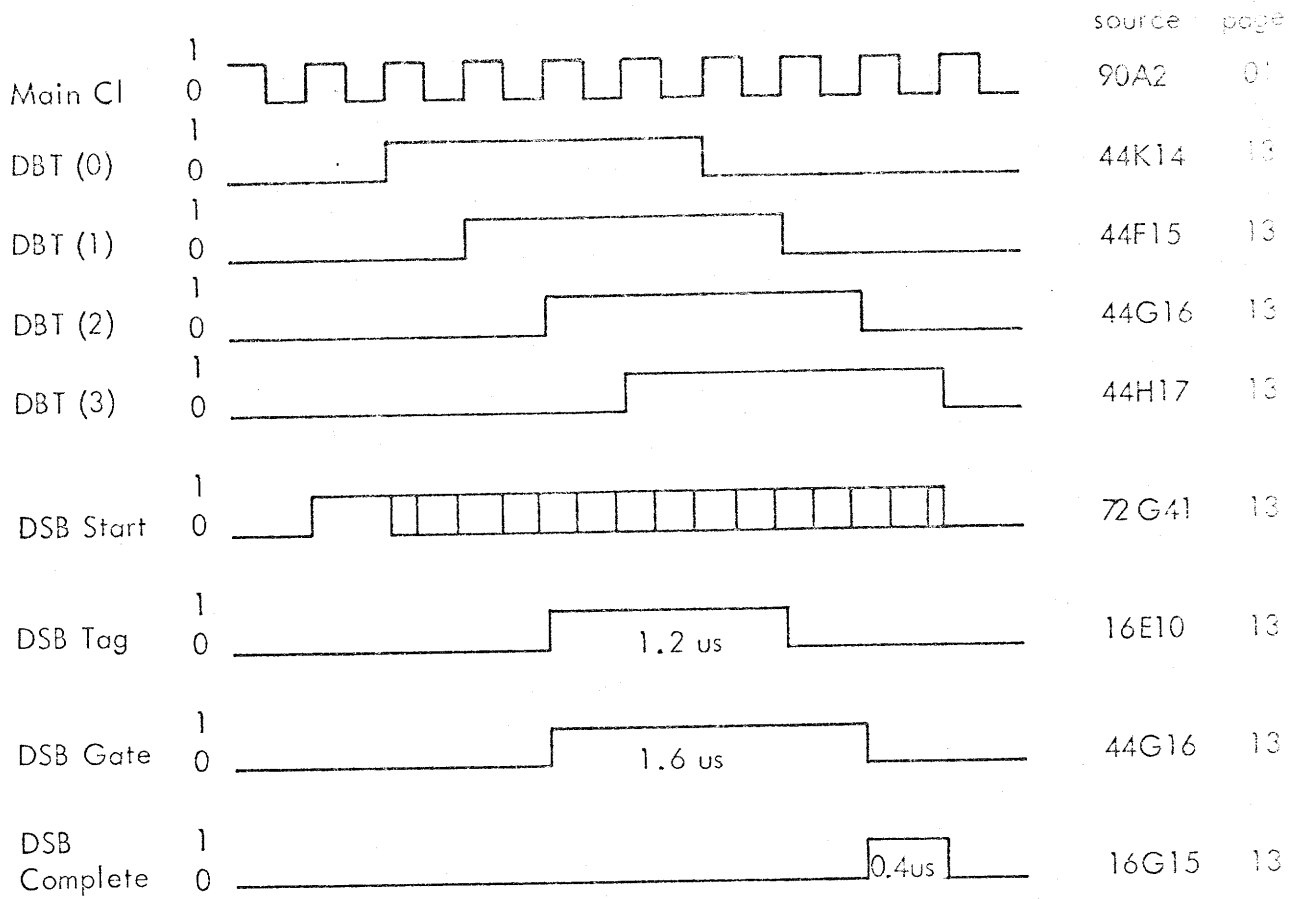 source page
1
Main Cl 0 90A2 01
1
DBT (0) 0 44K14 13
1
DBT (1) 0 44F15 13
1
DBT (2) 0 44G16 13
1
DBT (3) 0 44H17 13
1
DSB Start 0 72 G41 13
1
DSB Tag 0 1.2 us 16E10 13
1
DSB Gate 0 1.6 us 44G16 13
DSB 1
Complete 0 0.4us 16G15 13